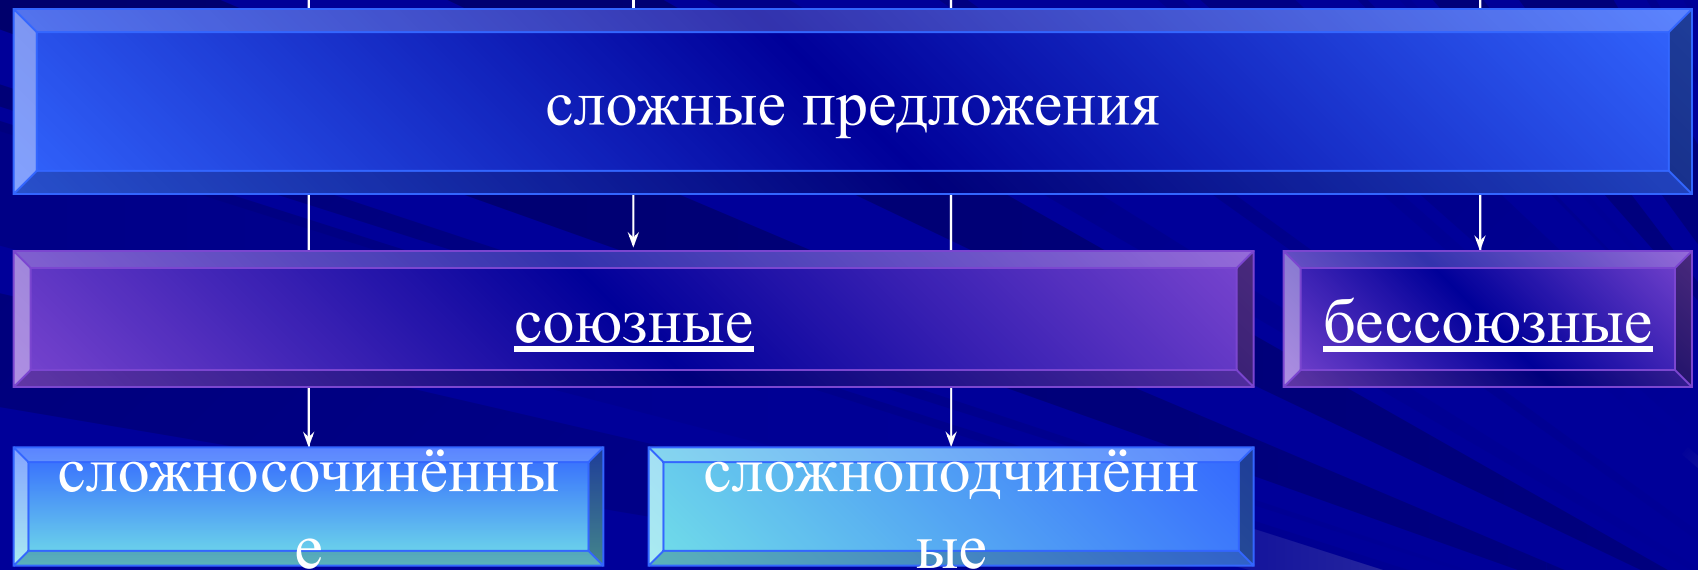 сложные предложения
союзные
бессоюзные
сложносочинённы
е
сложноподчинённ
ые